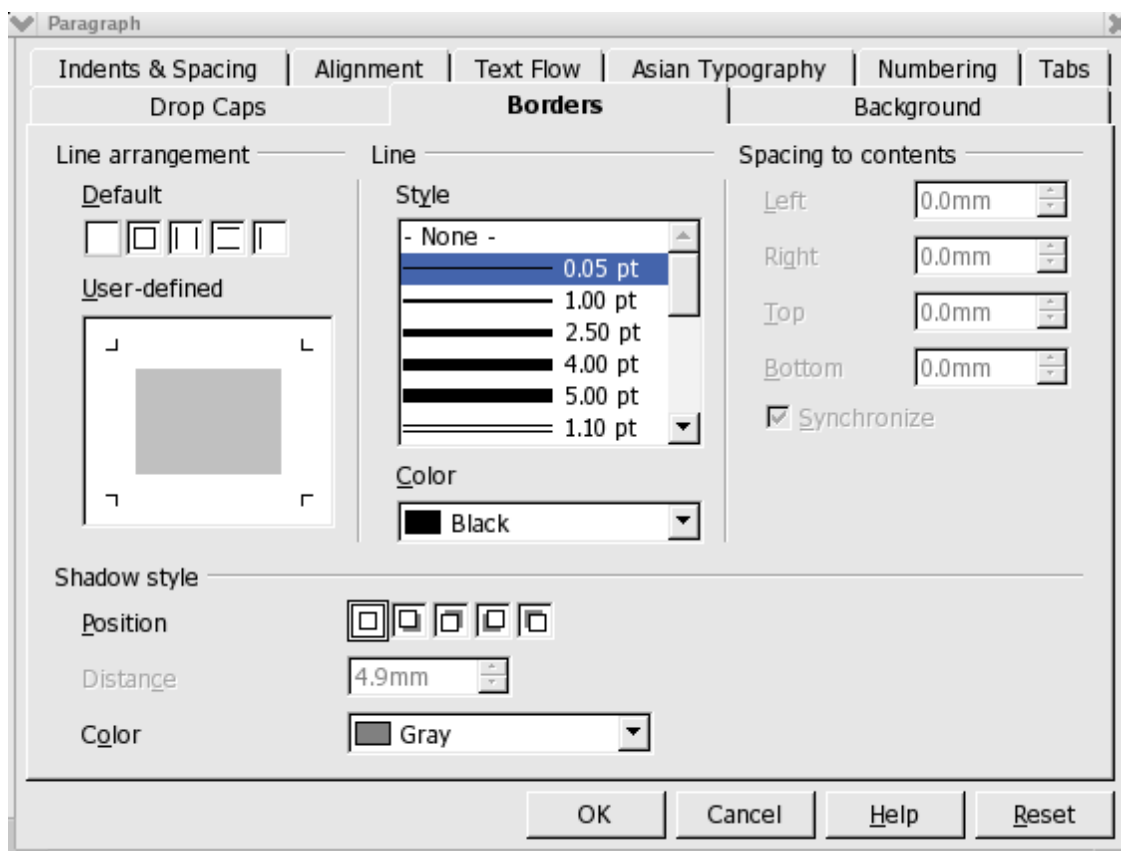 Paragraph
Indents & Spacing
Alignment
Text Flow
Asian Typography
Numbering
Tabs
Drop Caps
Borders
Background
Line arrangement
Default
User-defined
Line
Style
- None -
0.05 pt
1.00 pt
2.50 pt
4.00 pt
5.00 pt
1.10 pt
Color
Black
Spacing to contents
Left 0.0mm
Right 0.0mm
Top 0.0mm
Bottom 0.0mm
Synchronize
Shadow style
Position
Distance 4.9mm
Color Gray
OK
Cancel
Help
Reset